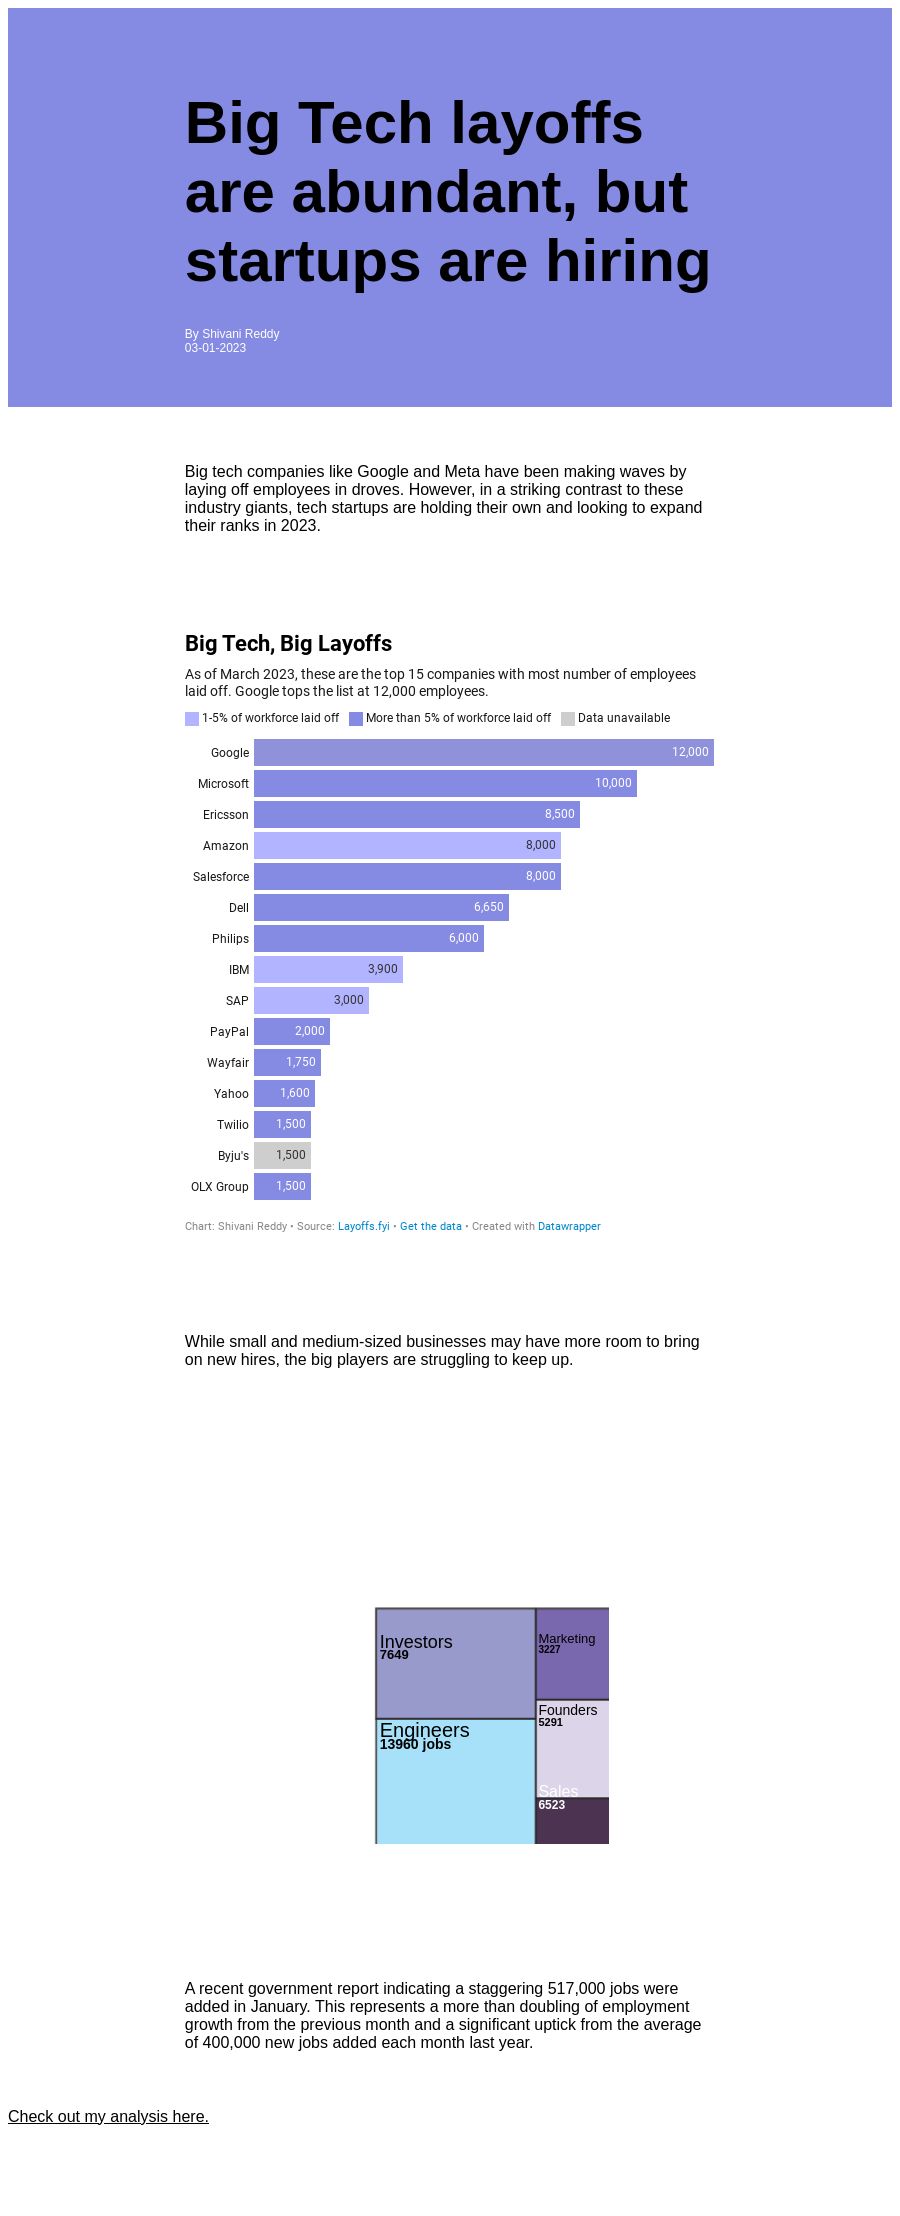 Big Tech layoffs
are abundant, but
startups are hiring
By Shivani Reddy
03-01-2023
Big tech companies like Google and Meta have been making waves by
laying off employees in droves. However, in a striking contrast to these
industry giants, tech startups are holding their own and looking to expand
their ranks in 2023.
Big Tech, Big Layoffs
As of March 2023, these are the top 15 companies with most number of employees
laid off. Google tops the list at 12,000 employees.
1-5% of workforce laid off More than 5% of workforce laid off Data unavailable
Google 12,000
Microsoft 10,000
Ericsson 8,500
Amazon 8,000
Salesforce 8,000
Dell 6,650
Philips 6,000
IBM 3,900
SAP 3,000
PayPal 2,000
Wayfair 1,750
Yahoo 1,600
Twilio 1,500
Byju's 1,500
OLX Group 1,500
Chart: Shivani Reddy • Source: Layoffs.fyi • Get the data • Created with Datawrapper
While small and medium-sized businesses may have more room to bring
on new hires, the big players are struggling to keep up.
Investors
7649
Marketing
3227
Founders
5291
Engineers
13960 jobs
Sales
6523
A recent government report indicating a staggering 517,000 jobs were
added in January. This represents a more than doubling of employment
growth from the previous month and a significant uptick from the average
of 400,000 new jobs added each month last year.
Check out my analysis here.